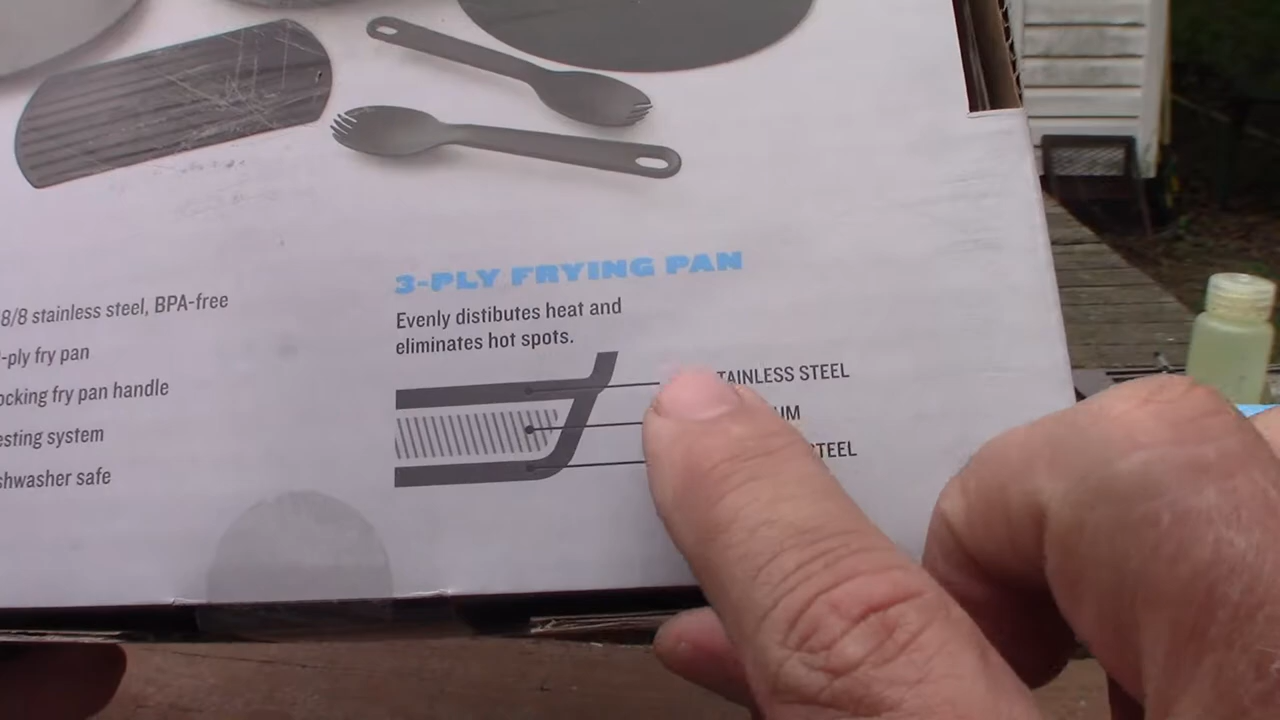 8/8 stainless steel, BPA-free
-ply fry pan
ocking fry pan handle
esting system
shwasher safe
3-PLY FRYING PAN
Evenly distibutes heat and
eliminates hot spots.
TAINLESS STEEL
UM
TEEL